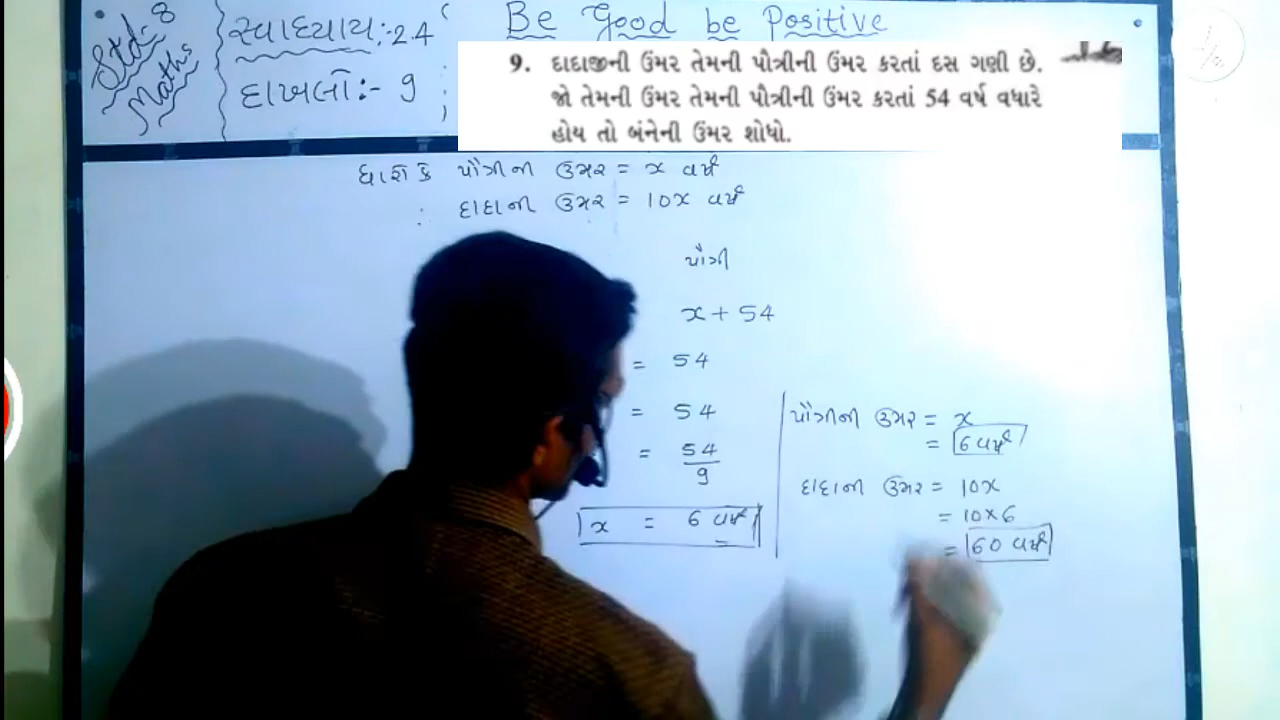 Std-8
Maths
સ્વાધ્યાય:-2.4
દાખલો:- 9
Be Good be Positive
9. દાદાજીની ઉંમર તેમની પૌત્રીની ઉંમર કરતાં દસ ગણી છે.
જો તેમની ઉંમર તેમની પૌત્રીની ઉંમર કરતાં 54 વર્ષ વધારે
હોય તો બંનેની ઉંમર શોધો.
ધારો કે પૌત્રીની ઉંમર = x વર્ષ
∴ દાદાની ઉંમર = 10x વર્ષ
પૌત્રી
x + 54
= 54
= 54
= 54/9
x = 6 વર્ષ
પૌત્રીની ઉંમર = x
= 6 વર્ષ
દાદાની ઉંમર = 10x
= 10×6
= 60 વર્ષ